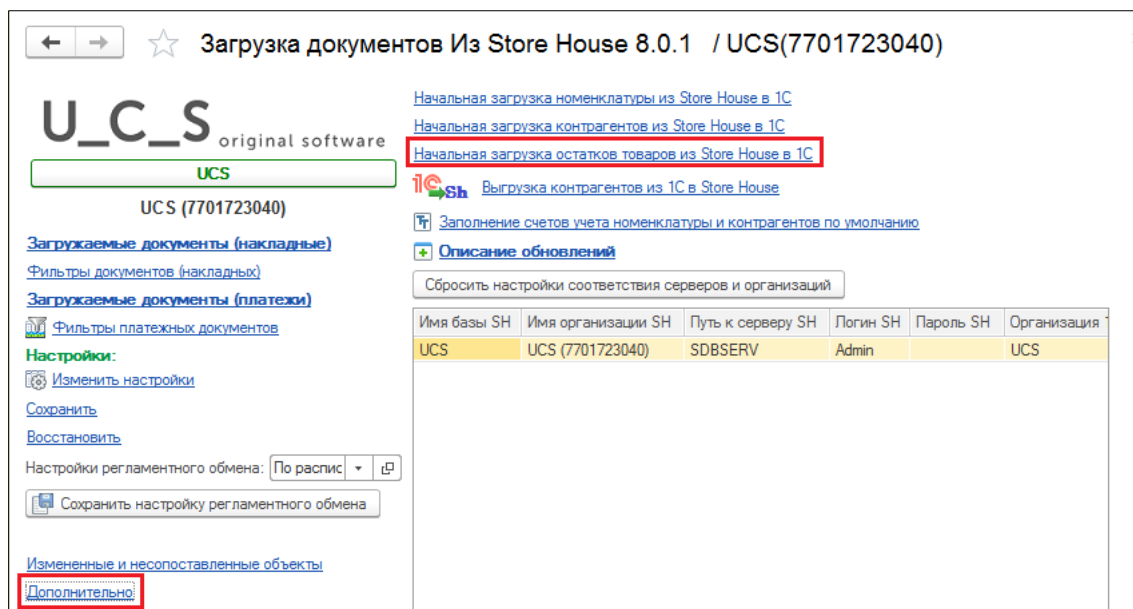 Загрузка документов Из Store House 8.0.1 / UCS(7701723040)
U_C_S original software
UCS
UCS (7701723040)
Загружаемые документы (накладные)
Фильтры документов (накладных)
Загружаемые документы (платежи)
Фильтры платежных документов
Настройки:
Изменить настройки
Сохранить
Восстановить
Настройки регламентного обмена: По распис
Сохранить настройку регламентного обмена
Измененные и несопоставленные объекты
Дополнительно
Начальная загрузка номенклатуры из Store House в 1С
Начальная загрузка контрагентов из Store House в 1С
Начальная загрузка остатков товаров из Store House в 1С
1С Sh Выгрузка контрагентов из 1С в Store House
Тт Заполнение счетов учета номенклатуры и контрагентов по умолчанию
Описание обновлений
Сбросить настройки соответствия серверов и организаций
Имя базы SH Имя организации SH Путь к серверу SH Логин SH Пароль SH Организация
UCS UCS (7701723040) SDBSERV Admin UCS